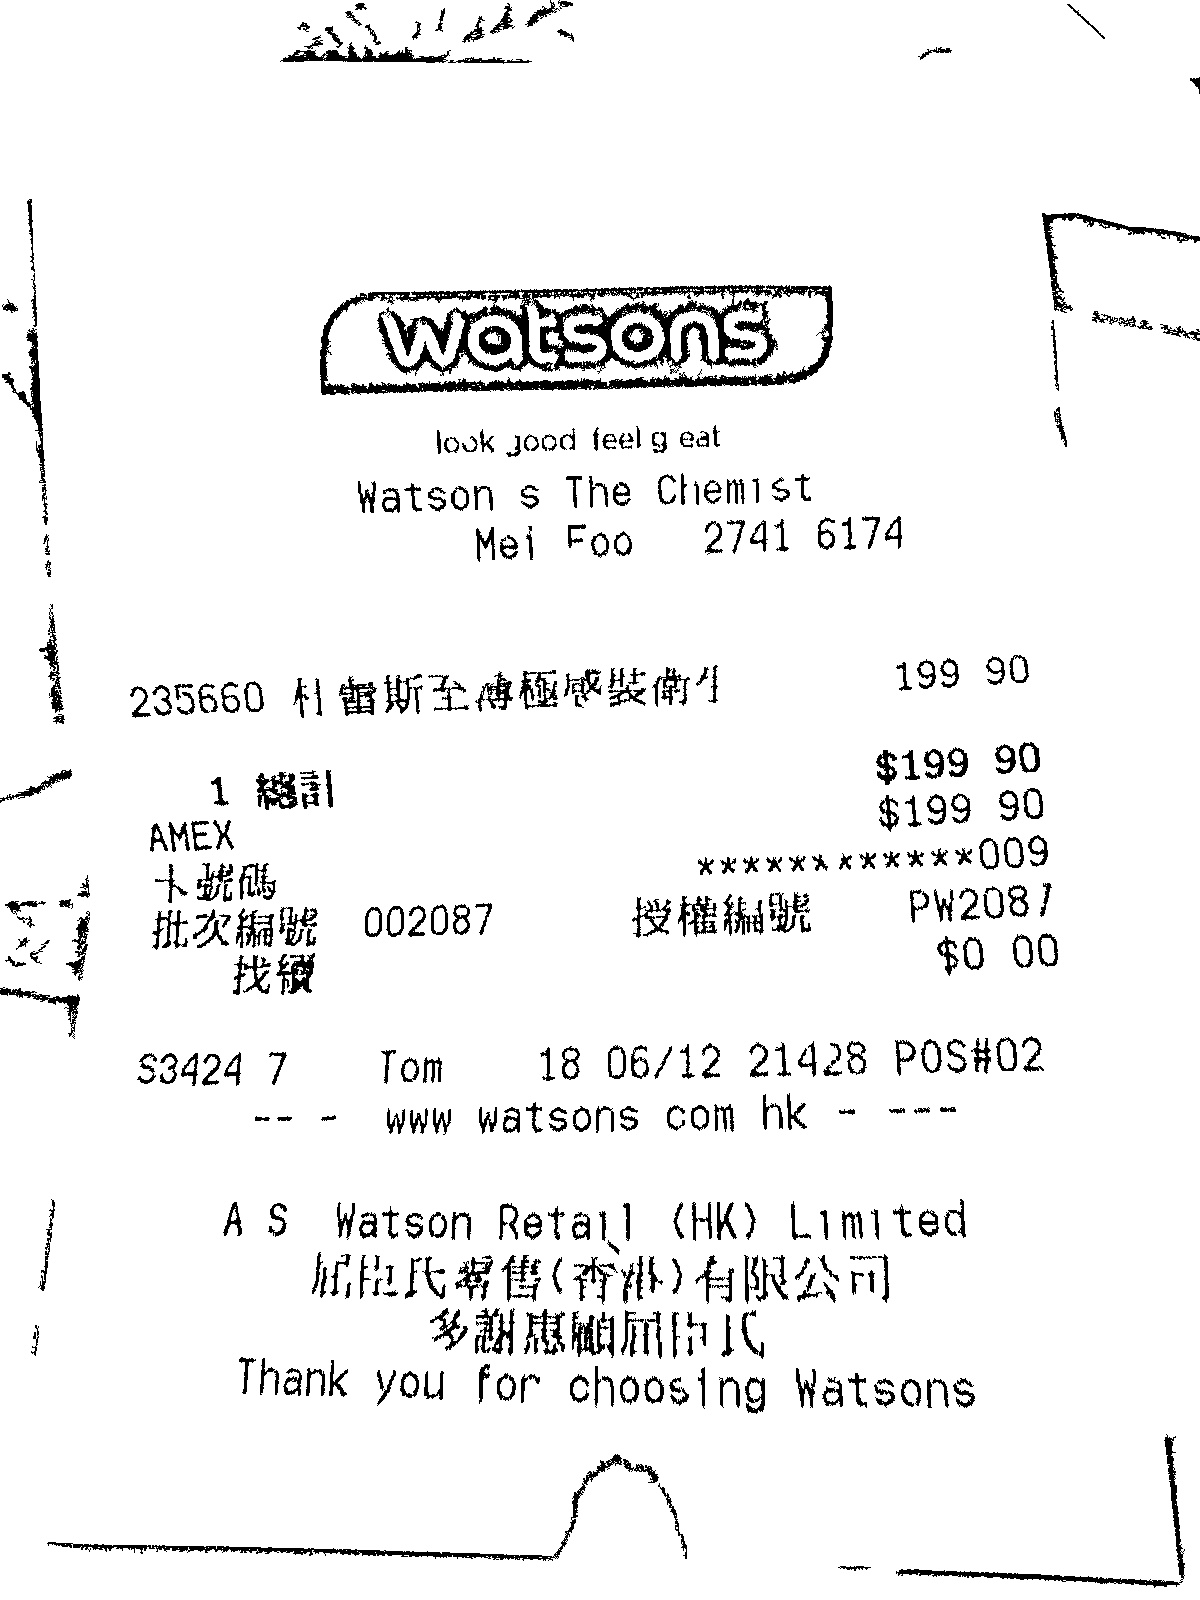 watsons
look good feel g eat
Watson s The Chemist
Mei Foo 2741 6174
235660 杜蕾斯至薄極感裝衛生 199 90
$199 90
1 總計
$199 90
AMEX
************009
卡號碼
批次編號 002087 授權編號 PW2087
找續 $0 00
S3424 7 Tom 18 06/12 21428 POS#02
-- - www watsons com hk - ---
A S Watson Retail (HK) Limited
屈臣氏零售(香港)有限公司
多謝惠顧屈臣氏
Thank you for choosing Watsons